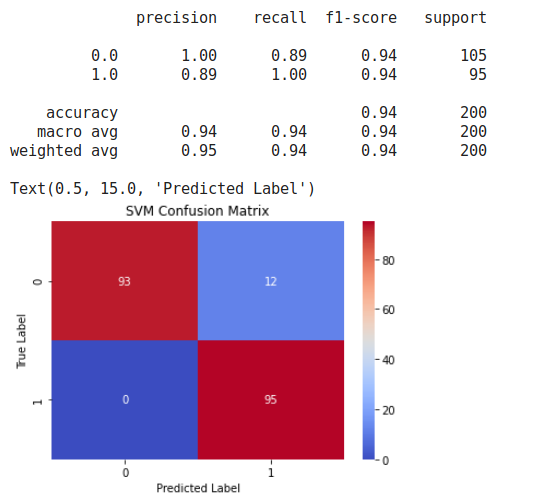 precision recall f1-score support
0.0 1.00 0.89 0.94 105
1.0 0.89 1.00 0.94 95
accuracy 0.94 200
macro avg 0.94 0.94 0.94 200
weighted avg 0.95 0.94 0.94 200
Text(0.5, 15.0, 'Predicted Label')
SVM Confusion Matrix
True Label
0
93
12
1
0
95
0
1
Predicted Label
80
60
40
20
0